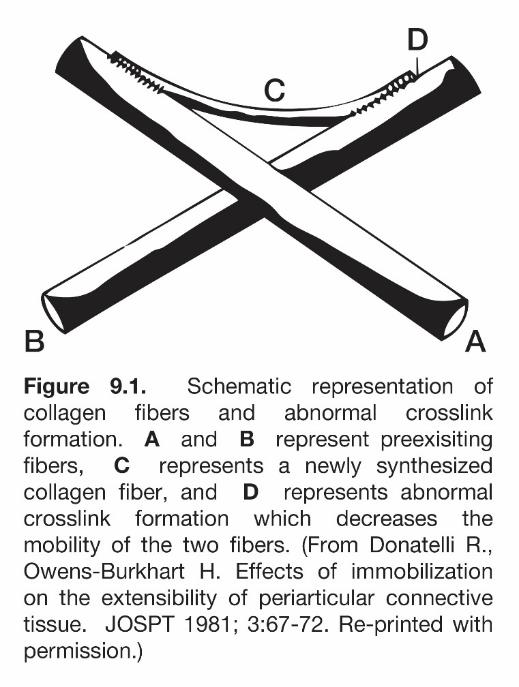 D
C
B
A
Figure 9.1. Schematic representation of
collagen fibers and abnormal crosslink
formation. A and B represent preexisiting
fibers, C represents a newly synthesized
collagen fiber, and D represents abnormal
crosslink formation which decreases the
mobility of the two fibers. (From Donatelli R.,
Owens-Burkhart H. Effects of immobilization
on the extensibility of periarticular connective
tissue. JOSPT 1981; 3:67-72. Re-printed with
permission.)